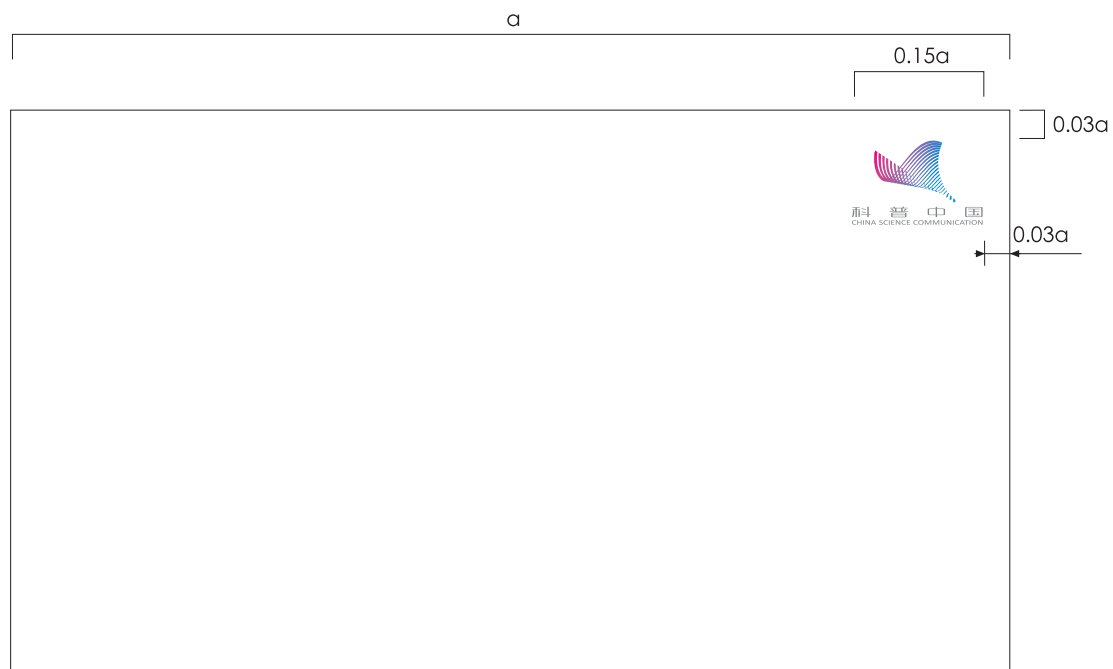 a
0.15a
0.03a
科普中国
CHINA SCIENCE COMMUNICATION
0.03a